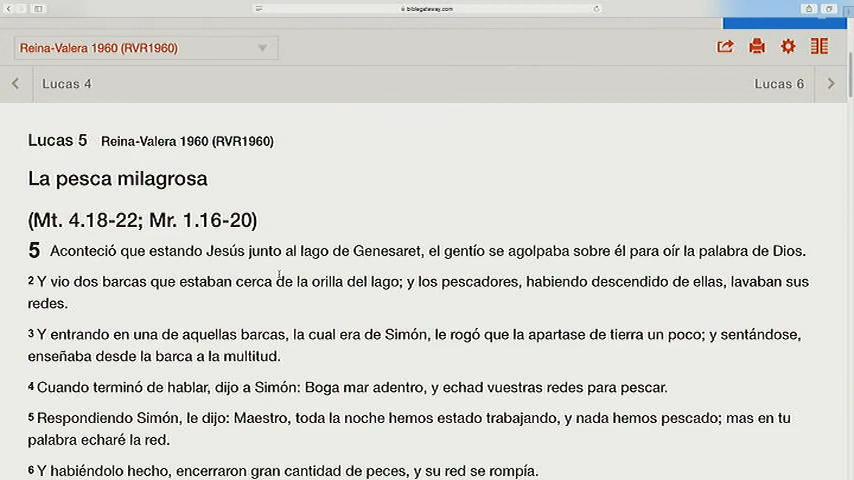 biblegateway.com
Reina-Valera 1960 (RVR1960)
Lucas 4
Lucas 6
Lucas 5 Reina-Valera 1960 (RVR1960)
La pesca milagrosa
(Mt. 4.18-22; Mr. 1.16-20)
5 Aconteció que estando Jesús junto al lago de Genesaret, el gentío se agolpaba sobre él para oír la palabra de Dios.
2 Y vio dos barcas que estaban cerca de la orilla del lago; y los pescadores, habiendo descendido de ellas, lavaban sus
redes.
3 Y entrando en una de aquellas barcas, la cual era de Simón, le rogó que la apartase de tierra un poco; y sentándose,
enseñaba desde la barca a la multitud.
4 Cuando terminó de hablar, dijo a Simón: Boga mar adentro, y echad vuestras redes para pescar.
5 Respondiendo Simón, le dijo: Maestro, toda la noche hemos estado trabajando, y nada hemos pescado; mas en tu
palabra echaré la red.
6 Y habiéndolo hecho, encerraron gran cantidad de peces, y su red se rompía.